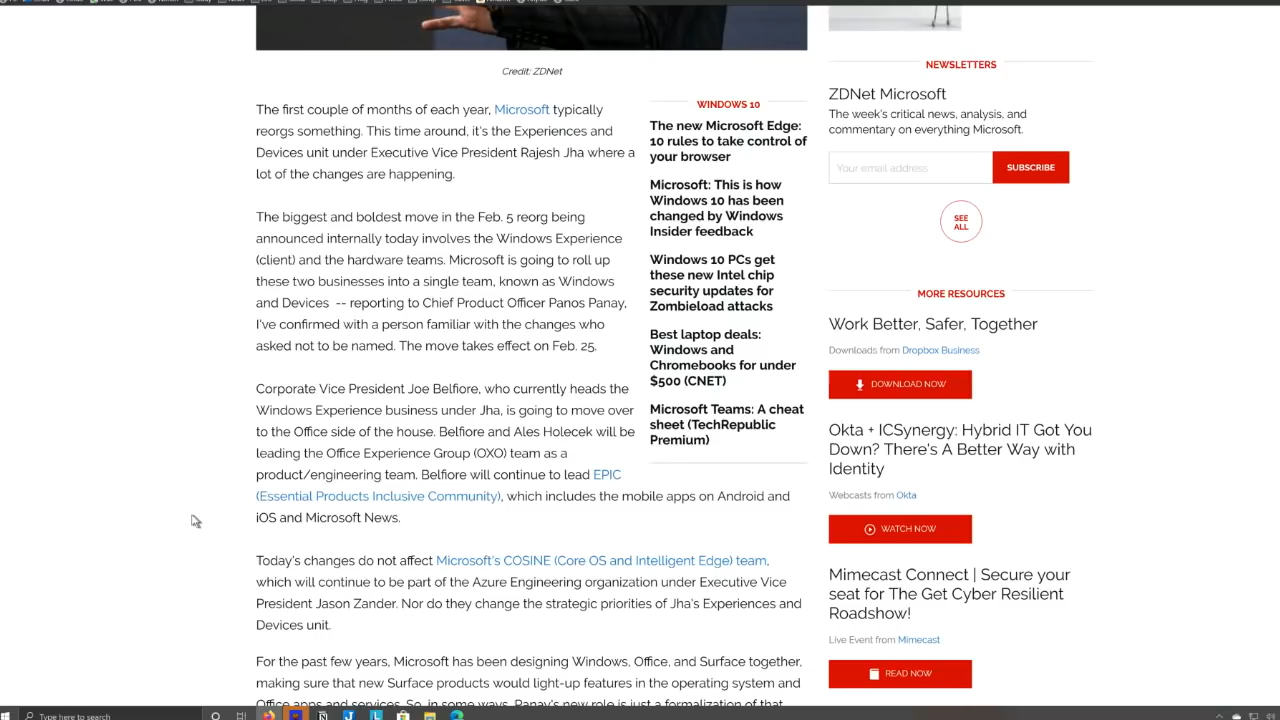 Credit: ZDNet
The first couple of months of each year, Microsoft typically
reorgs something. This time around, it's the Experiences and
Devices unit under Executive Vice President Rajesh Jha where a
lot of the changes are happening.
The biggest and boldest move in the Feb. 5 reorg being
announced internally today involves the Windows Experience
(client) and the hardware teams. Microsoft is going to roll up
these two businesses into a single team, known as Windows
and Devices -- reporting to Chief Product Officer Panos Panay,
I've confirmed with a person familiar with the changes who
asked not to be named. The move takes effect on Feb. 25.
Corporate Vice President Joe Belfiore, who currently heads the
Windows Experience business under Jha, is going to move over
to the Office side of the house. Belfiore and Ales Holecek will be
leading the Office Experience Group (OXO) team as a
product/engineering team. Belfiore will continue to lead EPIC
(Essential Products Inclusive Community), which includes the mobile apps on Android and
iOS and Microsoft News.
Today's changes do not affect Microsoft's COSINE (Core OS and Intelligent Edge) team,
which will continue to be part of the Azure Engineering organization under Executive Vice
President Jason Zander. Nor do they change the strategic priorities of Jha's Experiences and
Devices unit.
For the past few years, Microsoft has been designing Windows, Office, and Surface together,
making sure that new Surface products would light-up features in the operating system and
Office apps and services. So, in some ways, Panay's new role is just a formalization of that
WINDOWS 10
The new Microsoft Edge:
10 rules to take control of
your browser
Microsoft: This is how
Windows 10 has been
changed by Windows
Insider feedback
Windows 10 PCs get
these new Intel chip
security updates for
Zombieload attacks
Best laptop deals:
Windows and
Chromebooks for under
$500 (CNET)
Microsoft Teams: A cheat
sheet (TechRepublic
Premium)
NEWSLETTERS
ZDNet Microsoft
The week's critical news, analysis, and
commentary on everything Microsoft.
Your email address
SUBSCRIBE
SEE
ALL
MORE RESOURCES
Work Better, Safer, Together
Downloads from Dropbox Business
DOWNLOAD NOW
Okta + ICSynergy: Hybrid IT Got You
Down? There's A Better Way with
Identity
Webcasts from Okta
WATCH NOW
Mimecast Connect | Secure your
seat for The Get Cyber Resilient
Roadshow!
Live Event from Mimecast
READ NOW
Type here to search